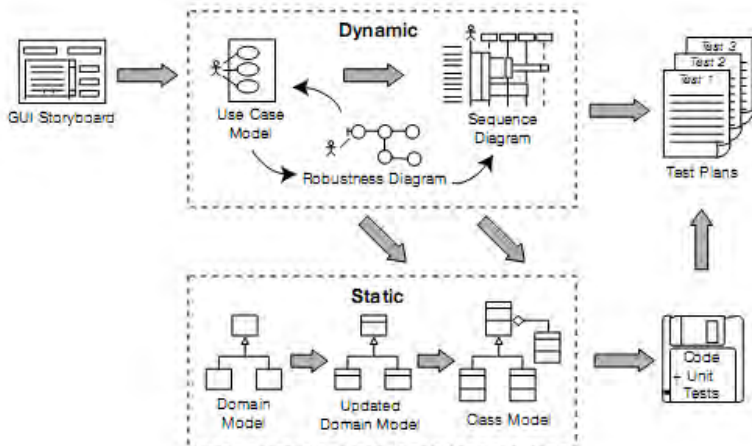 Dynamic
GUI Storyboard
Use Case
Model
Robustness Diagram
Sequence
Diagram
Test 3
Test 2
Test 1
Test Plans
Static
Domain
Model
Updated
Domain Model
Class Model
Code
+ Unit
Tests